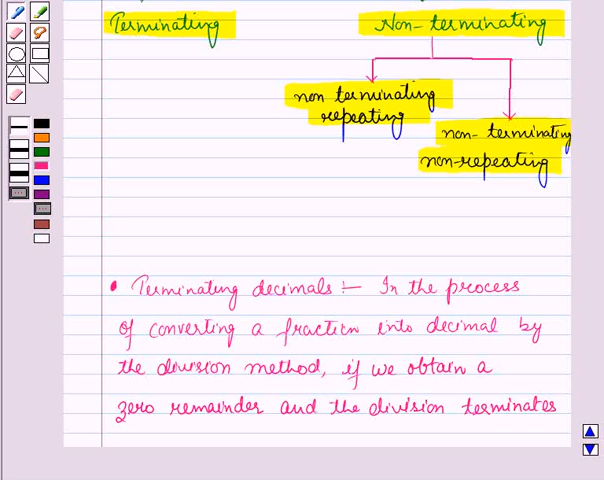 Terminating
Non-terminating
non terminating
repeating
non-terminating
non-repeating
• Terminating decimals :- In the process
of converting a fraction into decimal by
the division method, if we obtain a
zero remainder and the division terminates